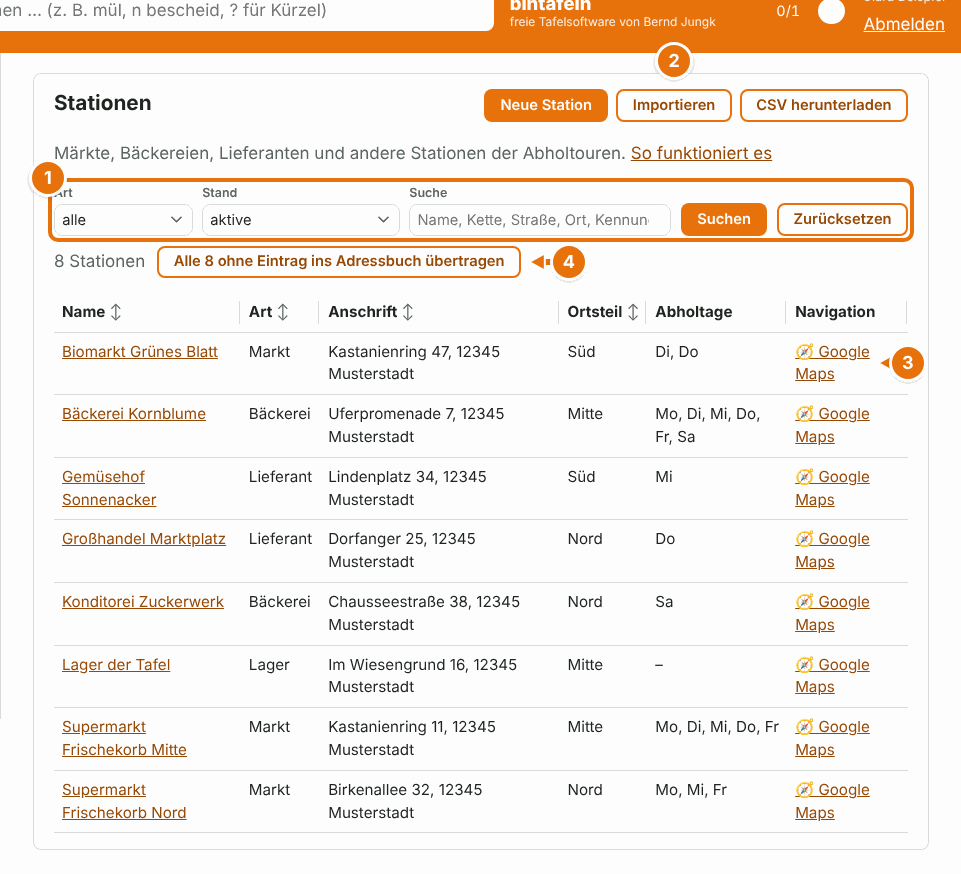 en ... (z. B. mül, n bescheid, ? für Kürzel)
bintafeln
freie Tafelsoftware von Bernd Jungk
0/1
Abmelden
2
Stationen
Neue Station
Importieren
CSV herunterladen
Märkte, Bäckereien, Lieferanten und andere Stationen der Abholtouren. So funktioniert es
1
Art
Stand
Suche
alle
aktive
Name, Kette, Straße, Ort, Kennun
Suchen
Zurücksetzen
8 Stationen
Alle 8 ohne Eintrag ins Adressbuch übertragen
4
Name Art Anschrift Ortsteil Abholtage Navigation
Biomarkt Grünes Blatt Markt Kastanienring 47, 12345 Süd Di, Do Google
Musterstadt Maps
3
Bäckerei Kornblume Bäckerei Uferpromenade 7, 12345 Mitte Mo, Di, Mi, Do, Google
Musterstadt Fr, Sa Maps
Gemüsehof Lieferant Lindenplatz 34, 12345 Süd Mi Google
Sonnenacker Musterstadt Maps
Großhandel Marktplatz Lieferant Dorfanger 25, 12345 Nord Do Google
Musterstadt Maps
Konditorei Zuckerwerk Bäckerei Chausseestraße 38, 12345 Nord Sa Google
Musterstadt Maps
Lager der Tafel Lager Im Wiesengrund 16, 12345 Mitte – Google
Musterstadt Maps
Supermarkt Markt Kastanienring 11, 12345 Mitte Mo, Di, Mi, Do, Fr Google
Frischekorb Mitte Musterstadt Maps
Supermarkt Markt Birkenallee 32, 12345 Nord Mo, Mi, Fr Google
Frischekorb Nord Musterstadt Maps